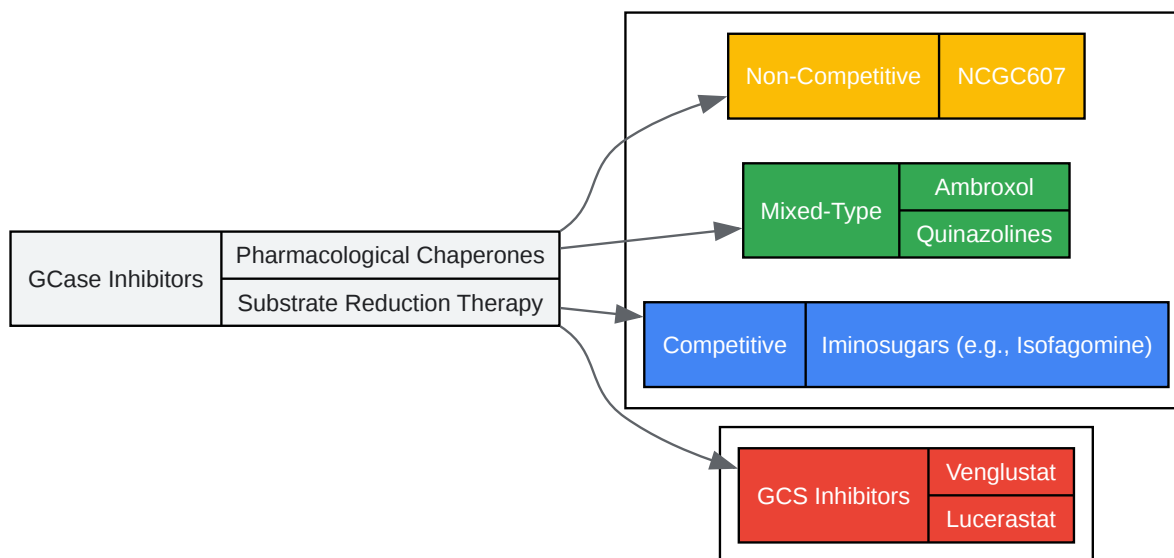 Non-Competitive
NCGC607
Mixed-Type
Ambroxol
Quinazolines
GCase Inhibitors
Pharmacological Chaperones
Substrate Reduction Therapy
Competitive
Iminosugars (e.g., Isofagomine)
GCS Inhibitors
Venglustat
Lucerastat